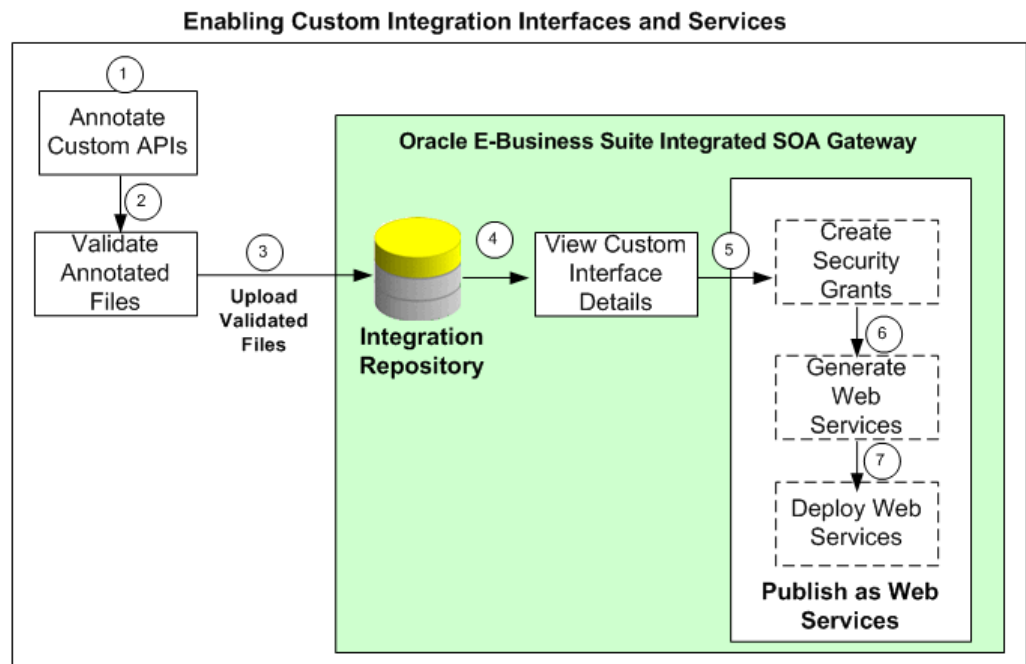 Enabling Custom Integration Interfaces and Services
1
Annotate
Custom APIs
2
Validate
Annotated
Files
3
Upload
Validated
Files
Oracle E-Business Suite Integrated SOA Gateway
Integration
Repository
4
View Custom
Interface
Details
5
Create
Security
Grants
6
Generate
Web
Services
7
Deploy Web
Services
Publish as Web
Services